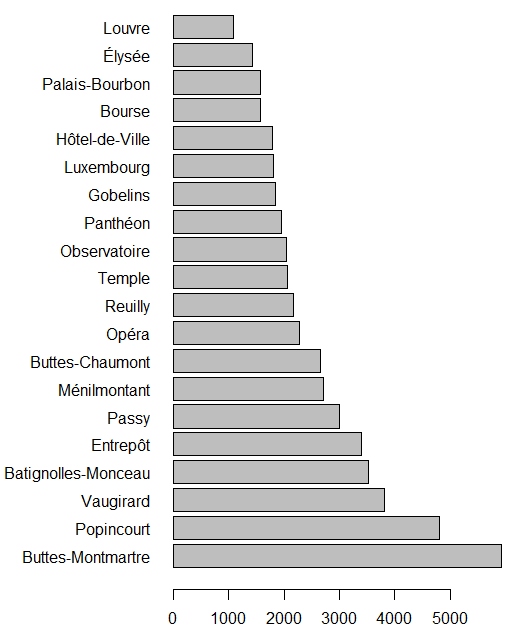 Louvre
Élysée
Palais-Bourbon
Bourse
Hôtel-de-Ville
Luxembourg
Gobelins
Panthéon
Observatoire
Temple
Reuilly
Opéra
Buttes-Chaumont
Ménilmontant
Passy
Entrepôt
Batignolles-Monceau
Vaugirard
Popincourt
Buttes-Montmartre
0 1000 2000 3000 4000 5000